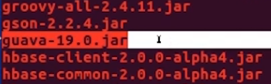 groovy-all-2.4.11.jar
gson-2.2.4.jar
guava-19.0.jar
hbase-client-2.0.0-alpha4.jar
hbase-common-2.0.0-alpha4.jar